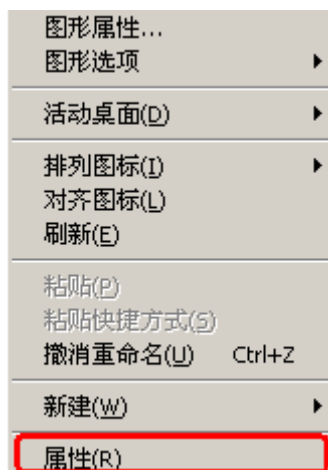 图形属性...
图形选项
活动桌面(D)
排列图标(I)
对齐图标(L)
刷新(E)
粘贴(P)
粘贴快捷方式(S)
撤消重命名(U) Ctrl+Z
新建(W)
属性(R)